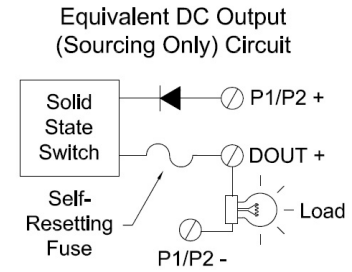 Equivalent DC Output
(Sourcing Only) Circuit
Solid
State
Switch
P1/P2 +
DOUT +
Self-
Resetting
Fuse
Load
P1/P2 -